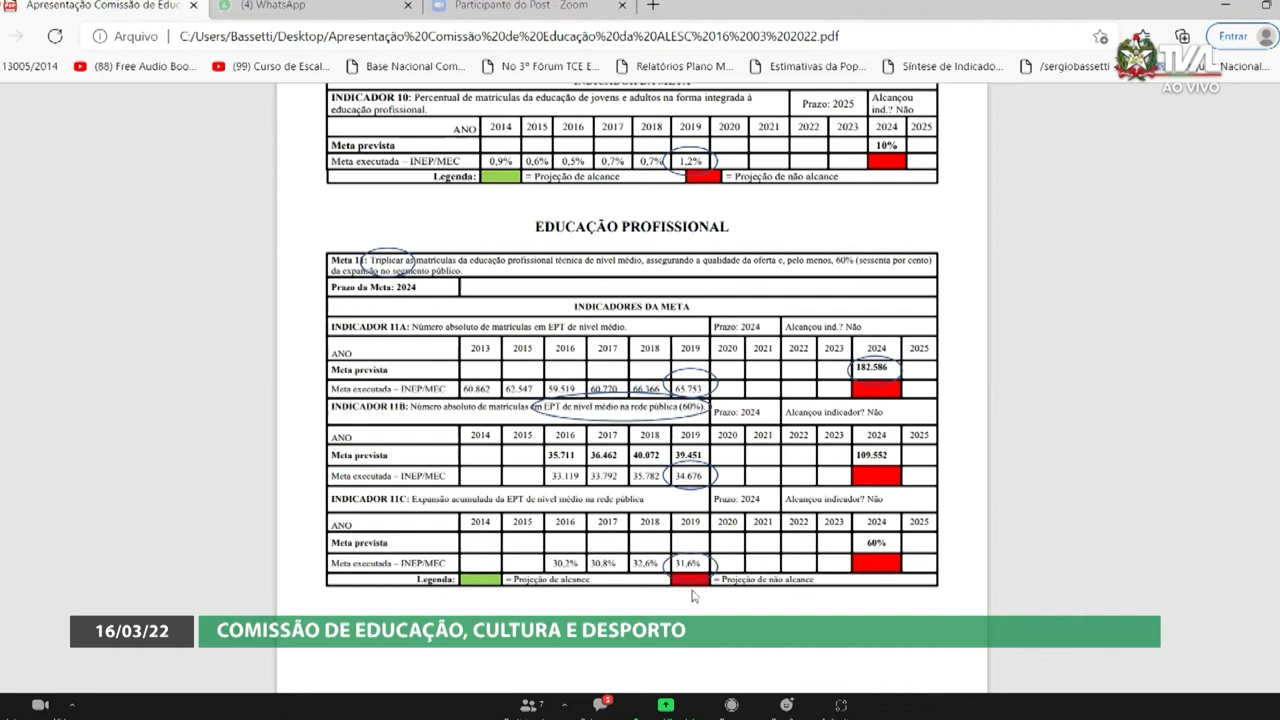 Apresentação Comissão de Educ
(4) WhatsApp
Participante do Post - Zoom
Arquivo
C:/Users/Bassetti/Desktop/Apresentação%20Comissão%20de%20Educação%20da%20ALESC%2016%2003%202022.pdf
Entrar
13005/2014
(88) Free Audio Boo...
(99) Curso de Escal...
Base Nacional Com...
No 3º Fórum TCE E...
Relatórios Plano M...
Estimativas da Pop...
Síntese de Indicado...
/sergiobassetti
Nacional...
TVAL
AO VIVO
INDICADOR DA META
INDICADOR 10: Percentual de matrículas da educação de jovens e adultos na forma integrada à
educação profissional.
Prazo: 2025
Alcançou
ind.? Não
ANO 2014 2015 2016 2017 2018 2019 2020 2021 2022 2023 2024 2025
Meta prevista 10%
Meta executada – INEP/MEC 0,9% 0,6% 0,5% 0,7% 0,7% 1,2%
Legenda: = Projeção de alcance = Projeção de não alcance
EDUCAÇÃO PROFISSIONAL
Meta 11: Triplicar as matrículas da educação profissional técnica de nível médio, assegurando a qualidade da oferta e, pelo menos, 60% (sessenta por cento)
da expansão no segmento público.
Prazo da Meta: 2024
INDICADORES DA META
INDICADOR 11A: Número absoluto de matrículas em EPT de nível médio. Prazo: 2024 Alcançou ind.? Não
ANO 2013 2015 2016 2017 2018 2019 2020 2021 2022 2023 2024 2025
Meta prevista 182.586
Meta executada – INEP/MEC 60.862 62.547 59.519 60.770 66.366 65.753
INDICADOR 11B: Número absoluto de matrículas em EPT de nível médio na rede pública (60%). Prazo: 2024 Alcançou indicador? Não
ANO 2014 2015 2016 2017 2018 2019 2020 2021 2022 2023 2024 2025
Meta prevista 35.711 36.462 40.072 39.451 109.552
Meta executada – INEP/MEC 33.119 33.792 35.782 34.676
INDICADOR 11C: Expansão acumulada da EPT de nível médio na rede pública Prazo: 2024 Alcançou indicador? Não
ANO 2014 2015 2016 2017 2018 2019 2020 2021 2022 2023 2024 2025
Meta prevista 60%
Meta executada – INEP/MEC 30,2% 30,8% 32,6% 31,6%
Legenda: = Projeção de alcance = Projeção de não alcance
16/03/22
COMISSÃO DE EDUCAÇÃO, CULTURA E DESPORTO
7